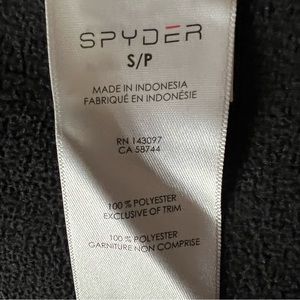 SPYDER
S/P
MADE IN INDONESIA
FABRIQUÉ EN INDONÉSIE
RN 143097
CA 58744
100 % POLYESTER
EXCLUSIVE OF TRIM
100 % POLYESTER
GARNITURE NON COMPRISE